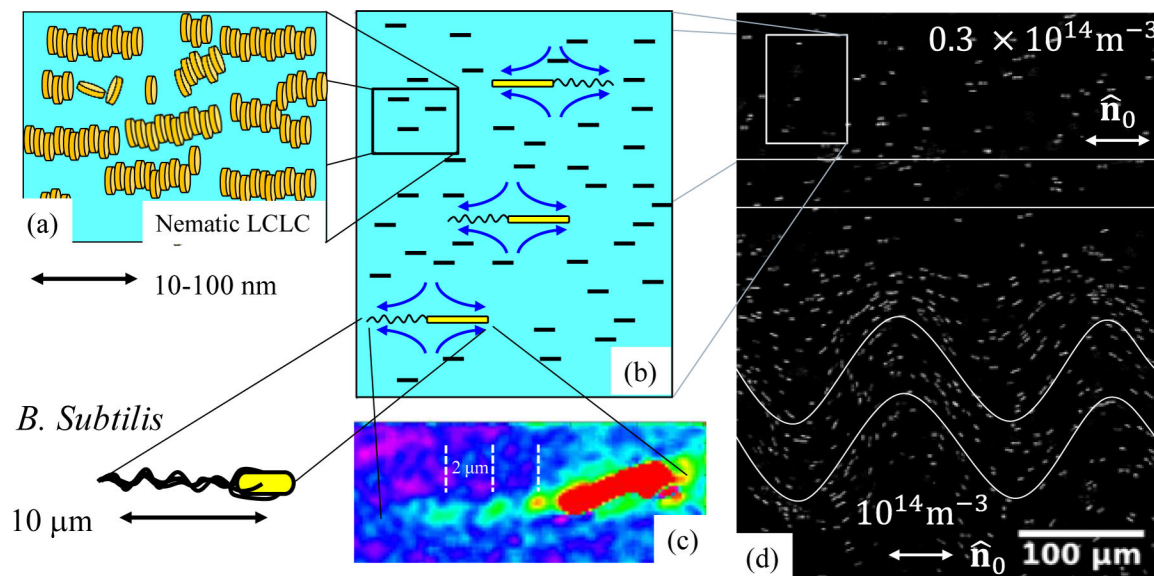 (a)
Nematic LCLC
10-100 nm
(b)
B. Subtilis
10 μm
2 μm
(c)
0.3 × 10¹⁴m⁻³
n̂₀
10¹⁴m⁻³
n̂₀
100 μm
(d)